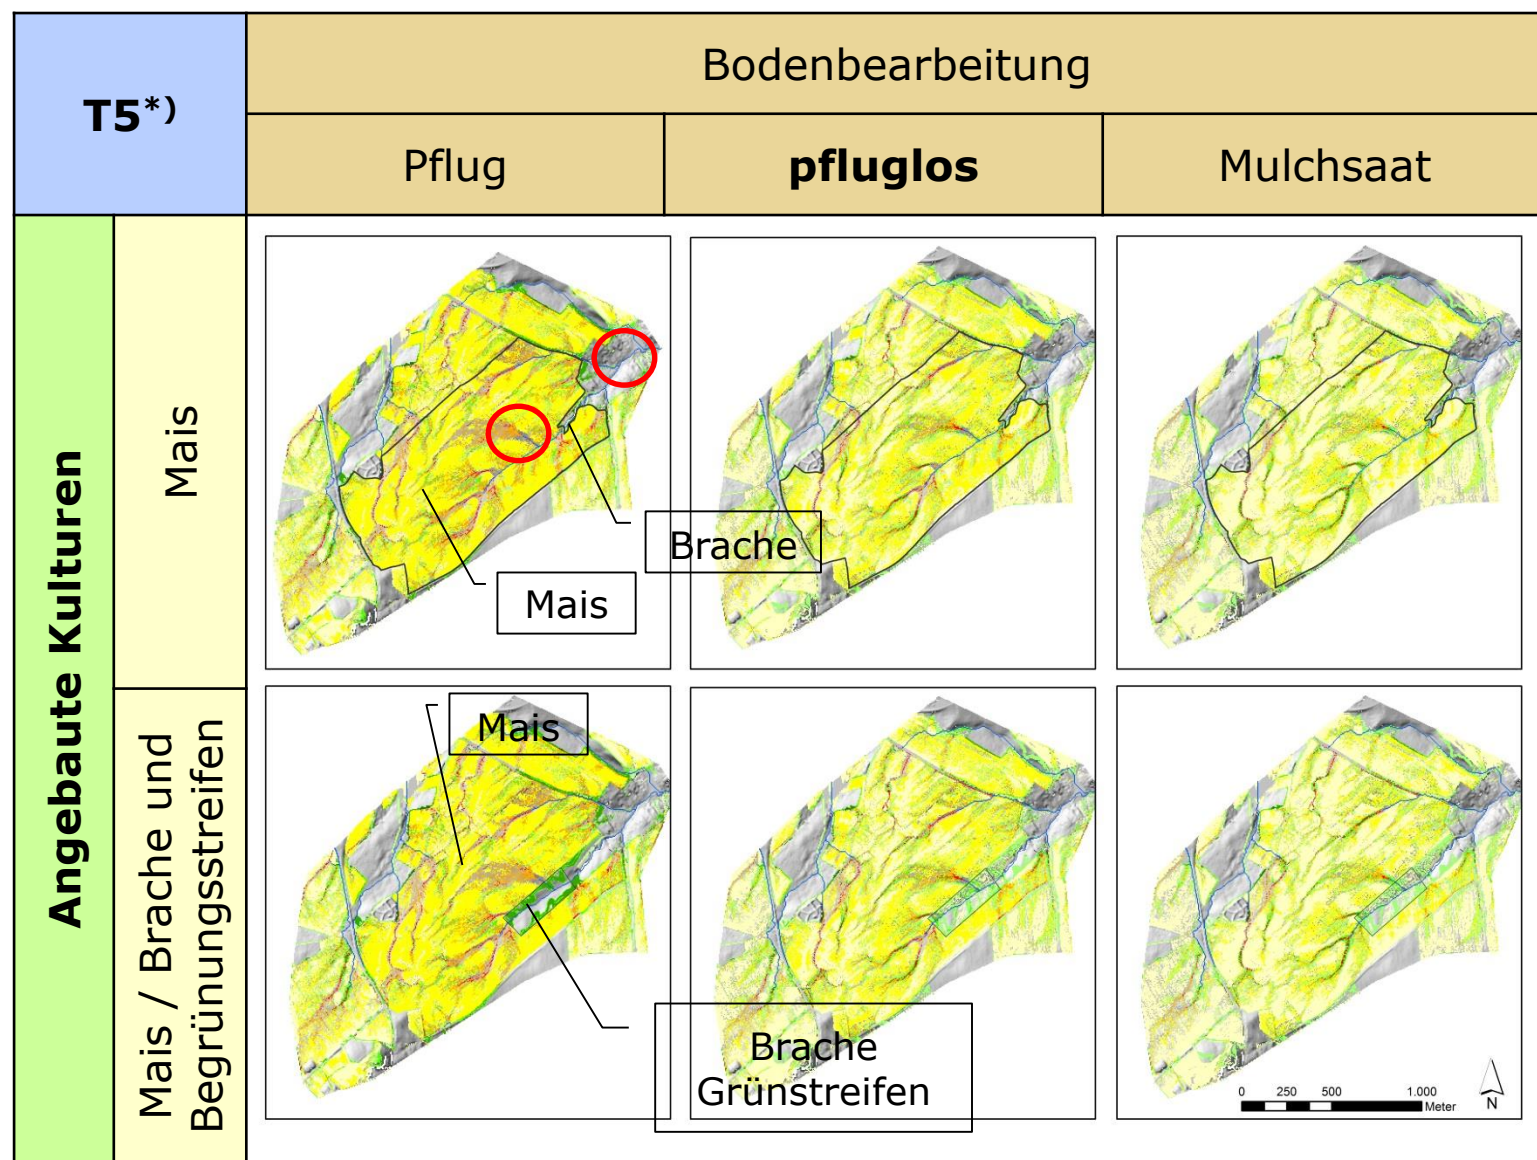 T5*)
Bodenbearbeitung
Pflug
pfluglos
Mulchsaat
Angebaute Kulturen
Mais
Brache
Mais
Mais / Brache und
Begrünungsstreifen
Mais
Brache
Grünstreifen
0 250 500 1.000
Meter
N